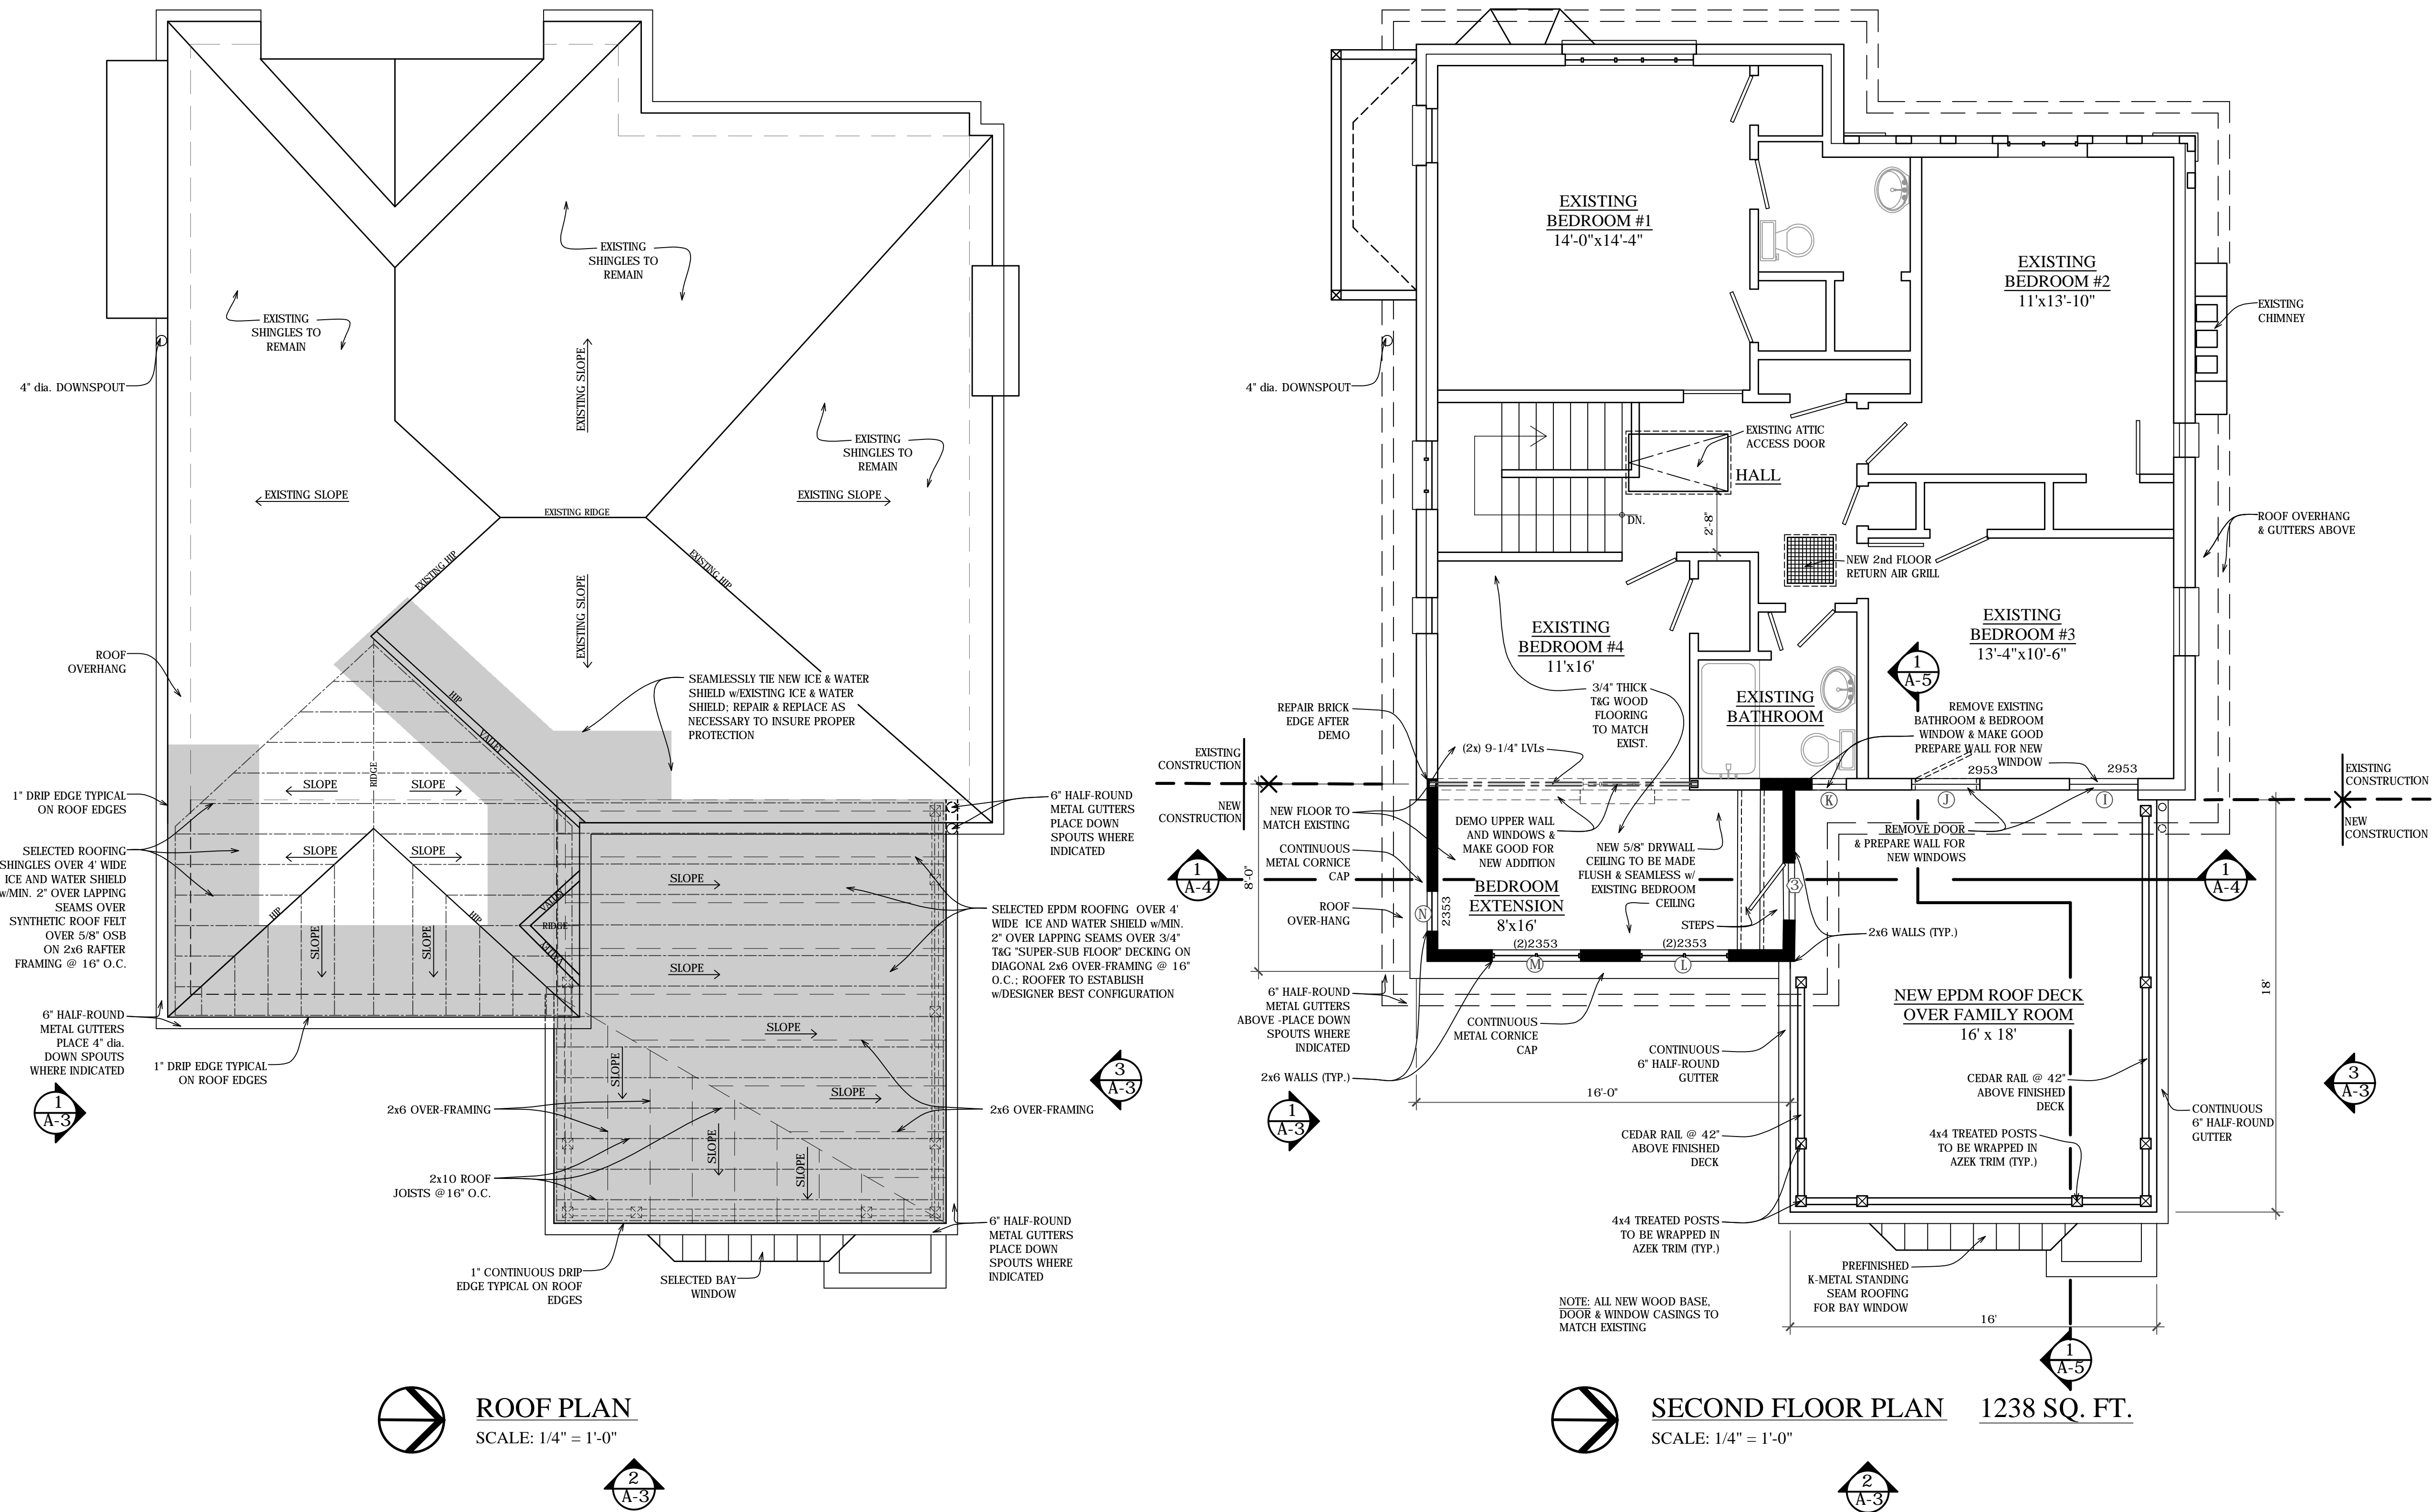 EXISTING
SHINGLES TO
REMAIN
EXISTING
SHINGLES TO
REMAIN
EXISTING
SHINGLES TO
REMAIN
4" dia. DOWNSPOUT
EXISTING SLOPE
EXISTING SLOPE
EXISTING SLOPE
EXISTING SLOPE
EXISTING RIDGE
EXISTING HIP
EXISTING HIP
ROOF
OVERHANG
HIP
VALLEY
RIDGE
SEAMLESSLY TIE NEW ICE & WATER
SHIELD w/EXISTING ICE & WATER
SHIELD; REPAIR & REPLACE AS
NECESSARY TO INSURE PROPER
PROTECTION
1" DRIP EDGE TYPICAL
ON ROOF EDGES
SLOPE
SLOPE
SLOPE
SLOPE
SELECTED ROOFING
SHINGLES OVER 4' WIDE
ICE AND WATER SHIELD
w/MIN. 2" OVER LAPPING
SEAMS OVER
SYNTHETIC ROOF FELT
OVER 5/8" OSB
ON 2x6 RAFTER
FRAMING @ 16" O.C.
HIP
HIP
SLOPE
SLOPE
VALLEY
RIDGE
VALLEY
6" HALF-ROUND
METAL GUTTERS
PLACE DOWN
SPOUTS WHERE
INDICATED
SLOPE
SLOPE
SLOPE
SLOPE
SLOPE
SLOPE
SLOPE
SELECTED EPDM ROOFING OVER 4'
WIDE ICE AND WATER SHIELD w/MIN.
2" OVER LAPPING SEAMS OVER 3/4"
T&G "SUPER-SUB FLOOR" DECKING ON
DIAGONAL 2x6 OVER-FRAMING @ 16"
O.C.; ROOFER TO ESTABLISH
w/DESIGNER BEST CONFIGURATION
6" HALF-ROUND
METAL GUTTERS
PLACE 4" dia.
DOWN SPOUTS
WHERE INDICATED
1" DRIP EDGE TYPICAL
ON ROOF EDGES
1
A-3
3
A-3
2x6 OVER-FRAMING
2x6 OVER-FRAMING
2x10 ROOF
JOISTS @16" O.C.
6" HALF-ROUND
METAL GUTTERS
PLACE DOWN
SPOUTS WHERE
INDICATED
1" CONTINUOUS DRIP
EDGE TYPICAL ON ROOF
EDGES
SELECTED BAY
WINDOW
ROOF PLAN
SCALE: 1/4" = 1'-0"
2
A-3
EXISTING
BEDROOM #1
14'-0"x14'-4"
EXISTING
BEDROOM #2
11'x13'-10"
EXISTING
CHIMNEY
4" dia. DOWNSPOUT
EXISTING ATTIC
ACCESS DOOR
HALL
DN.
2'-8"
ROOF OVERHANG
& GUTTERS ABOVE
NEW 2nd FLOOR
RETURN AIR GRILL
EXISTING
BEDROOM #4
11'x16'
EXISTING
BEDROOM #3
13'-4"x10'-6"
1
A-5
3/4" THICK
T&G WOOD
FLOORING
TO MATCH
EXIST.
EXISTING
BATHROOM
REPAIR BRICK
EDGE AFTER
DEMO
REMOVE EXISTING
BATHROOM & BEDROOM
WINDOW & MAKE GOOD
PREPARE WALL FOR NEW
WINDOW
(2x) 9-1/4" LVLs
EXISTING
CONSTRUCTION
NEW
CONSTRUCTION
EXISTING
CONSTRUCTION
NEW
CONSTRUCTION
2953
2953
K
J
I
NEW FLOOR TO
MATCH EXISTING
DEMO UPPER WALL
AND WINDOWS &
MAKE GOOD FOR
NEW ADDITION
REMOVE DOOR
& PREPARE WALL FOR
NEW WINDOWS
CONTINUOUS
METAL CORNICE
CAP
NEW 5/8" DRYWALL
CEILING TO BE MADE
FLUSH & SEAMLESS w/
EXISTING BEDROOM
CEILING
1
A-4
1
A-4
8'-0"
3
BEDROOM
EXTENSION
8'x16'
ROOF
OVER-HANG
N
2353
STEPS
2x6 WALLS (TYP.)
(2)2353
(2)2353
M
L
6" HALF-ROUND
METAL GUTTERS
ABOVE -PLACE DOWN
SPOUTS WHERE
INDICATED
CONTINUOUS
METAL CORNICE
CAP
NEW EPDM ROOF DECK
OVER FAMILY ROOM
16' x 18'
18'
CONTINUOUS
6" HALF-ROUND
GUTTER
2x6 WALLS (TYP.)
16'-0"
1
A-3
3
A-3
CEDAR RAIL @ 42"
ABOVE FINISHED
DECK
CONTINUOUS
6" HALF-ROUND
GUTTER
CEDAR RAIL @ 42"
ABOVE FINISHED
DECK
4x4 TREATED POSTS
TO BE WRAPPED IN
AZEK TRIM (TYP.)
4x4 TREATED POSTS
TO BE WRAPPED IN
AZEK TRIM (TYP.)
PREFINISHED
K-METAL STANDING
SEAM ROOFING
FOR BAY WINDOW
NOTE: ALL NEW WOOD BASE,
DOOR & WINDOW CASINGS TO
MATCH EXISTING
16'
1
A-5
SECOND FLOOR PLAN 1238 SQ. FT.
SCALE: 1/4" = 1'-0"
2
A-3